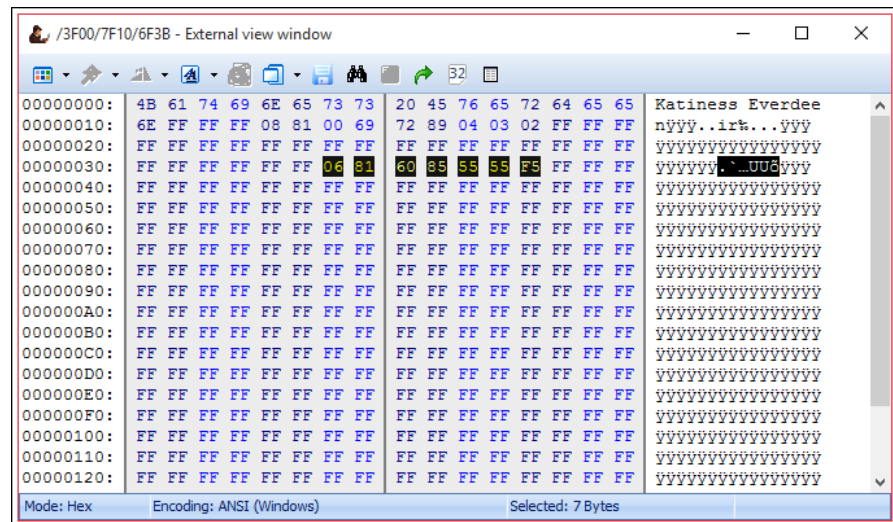 /3F00/7F10/6F3B - External view window
32
00000000: 4B 61 74 69 6E 65 73 73 20 45 76 65 72 64 65 65 Katiness Everdee
00000010: 6E FF FF FF 08 81 00 69 72 89 04 03 02 FF FF FF nÿÿÿ..ir‰...ÿÿÿ
00000020: FF FF FF FF FF FF FF FF FF FF FF FF FF FF FF FF ÿÿÿÿÿÿÿÿÿÿÿÿÿÿÿÿ
00000030: FF FF FF FF FF FF 06 81 60 85 55 55 F5 FF FF FF ÿÿÿÿÿÿ.`…UUõÿÿÿ
00000040: FF FF FF FF FF FF FF FF FF FF FF FF FF FF FF FF ÿÿÿÿÿÿÿÿÿÿÿÿÿÿÿÿ
00000050: FF FF FF FF FF FF FF FF FF FF FF FF FF FF FF FF ÿÿÿÿÿÿÿÿÿÿÿÿÿÿÿÿ
00000060: FF FF FF FF FF FF FF FF FF FF FF FF FF FF FF FF ÿÿÿÿÿÿÿÿÿÿÿÿÿÿÿÿ
00000070: FF FF FF FF FF FF FF FF FF FF FF FF FF FF FF FF ÿÿÿÿÿÿÿÿÿÿÿÿÿÿÿÿ
00000080: FF FF FF FF FF FF FF FF FF FF FF FF FF FF FF FF ÿÿÿÿÿÿÿÿÿÿÿÿÿÿÿÿ
00000090: FF FF FF FF FF FF FF FF FF FF FF FF FF FF FF FF ÿÿÿÿÿÿÿÿÿÿÿÿÿÿÿÿ
000000A0: FF FF FF FF FF FF FF FF FF FF FF FF FF FF FF FF ÿÿÿÿÿÿÿÿÿÿÿÿÿÿÿÿ
000000B0: FF FF FF FF FF FF FF FF FF FF FF FF FF FF FF FF ÿÿÿÿÿÿÿÿÿÿÿÿÿÿÿÿ
000000C0: FF FF FF FF FF FF FF FF FF FF FF FF FF FF FF FF ÿÿÿÿÿÿÿÿÿÿÿÿÿÿÿÿ
000000D0: FF FF FF FF FF FF FF FF FF FF FF FF FF FF FF FF ÿÿÿÿÿÿÿÿÿÿÿÿÿÿÿÿ
000000E0: FF FF FF FF FF FF FF FF FF FF FF FF FF FF FF FF ÿÿÿÿÿÿÿÿÿÿÿÿÿÿÿÿ
000000F0: FF FF FF FF FF FF FF FF FF FF FF FF FF FF FF FF ÿÿÿÿÿÿÿÿÿÿÿÿÿÿÿÿ
00000100: FF FF FF FF FF FF FF FF FF FF FF FF FF FF FF FF ÿÿÿÿÿÿÿÿÿÿÿÿÿÿÿÿ
00000110: FF FF FF FF FF FF FF FF FF FF FF FF FF FF FF FF ÿÿÿÿÿÿÿÿÿÿÿÿÿÿÿÿ
00000120: FF FF FF FF FF FF FF FF FF FF FF FF FF FF FF FF ÿÿÿÿÿÿÿÿÿÿÿÿÿÿÿÿ
Mode: Hex Encoding: ANSI (Windows) Selected: 7 Bytes